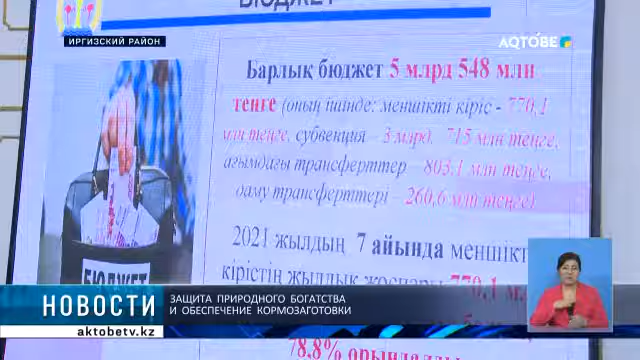 БЮДЖЕТ
ИРГИЗСКИЙ РАЙОН
AQTÓBE
Барлық бюджет 5 млрд 548 млн
теңге (оның ішінде: меншікті кіріс - 770,1
млн теңге, субвенция – 3 млрд. 715 млн теңге,
ағымдағы трансферттер – 803,1 млн теңге,
даму трансферттері – 260,6 млн теңге)
2021 жылдың 7 айында меншікті
кірістің жылдық жоспары 770,1 м
78,8% орындалды
БЮДЖЕТ
НОВОСТИ
ЗАЩИТА ПРИРОДНОГО БОГАТСТВА
И ОБЕСПЕЧЕНИЕ КОРМОЗАГОТОВКИ
aktobetv.kz